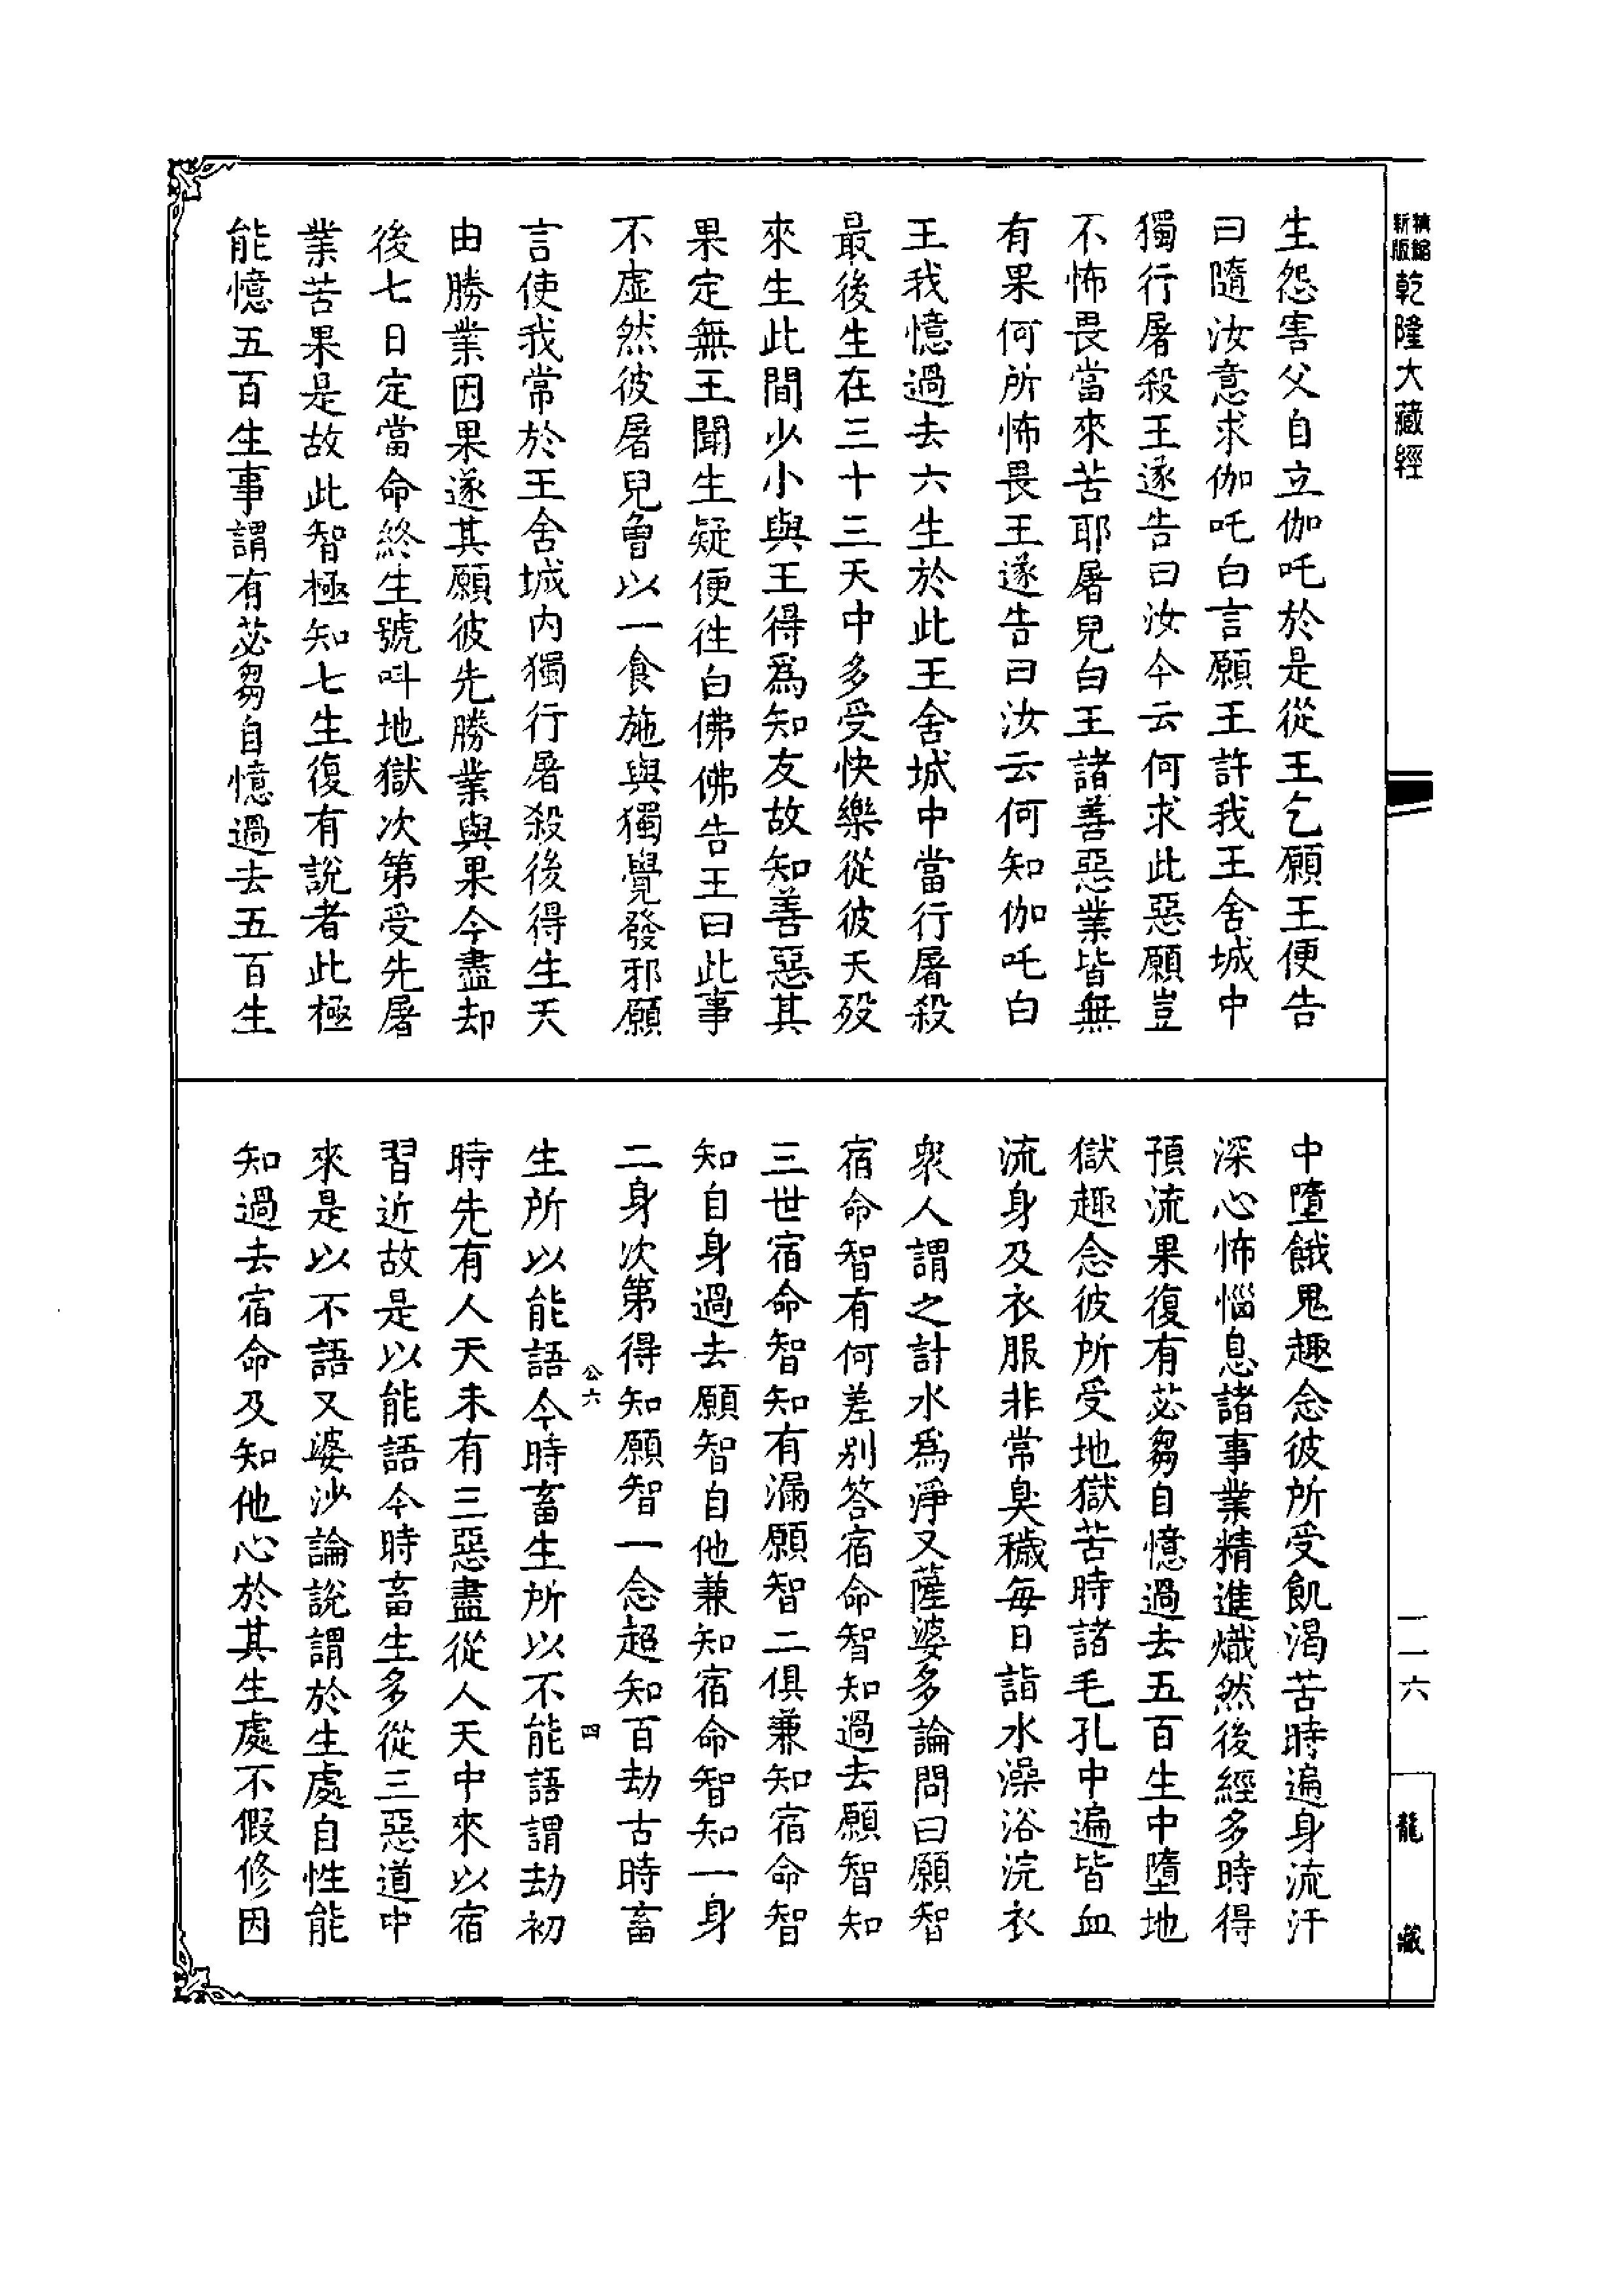 精縮
新版
乾隆大藏經
生怨害父自立伽吒於是從王乞願王便告
曰隨汝意求伽吒白言願王許我王舍城中
獨行屠殺王遂告曰汝今云何求此惡願豈
不怖畏當來苦耶屠兒白王諸善惡業皆無
有果何所怖畏王遂告曰汝云何知伽吒白
王我憶過去六生於此王舍城中當行屠殺
最後生在三十三天中多受快樂從彼天歿
來生此間少小與王得爲知友故知善惡其
果定無王聞生疑便往白佛佛告王曰此事
不虛然彼屠兒曾以一食施與獨覺發邪願
言使我常於王舍城內獨行屠殺後得生天
由勝業因果遂其願彼先勝業與果今盡却
後七日定當命終生號叫地獄次第受先屠
業苦果是故此智極知七生復有說者此極
能憶五百生事謂有苾芻自憶過去五百生
中墮餓鬼趣念彼所受飢渴苦時遍身流汗
深心怖惱息諸事業精進熾然後經多時得
預流果復有苾芻自憶過去五百生中墮地
獄趣念彼所受地獄苦時諸毛孔中遍皆血
流身及衣服非常臭穢每日詣水澡浴浣衣
衆人謂之計水爲淨又薩婆多論問曰願智
宿命智有何差别答宿命智知過去願智知
三世宿命智知有漏願智二俱兼知宿命智
知自身過去願智自他兼知宿命智知一身
二身次第得知願智一念超知百劫古時畜
公六
四
生所以能語今時畜生所以不能語謂劫初
時先有人天未有三惡盡從人天中來以宿
習近故是以能語今時畜生多從三惡道中
來是以不語又婆沙論說謂於生處自性能
知過去宿命及知他心於其生處不假修因
一一六
龍藏